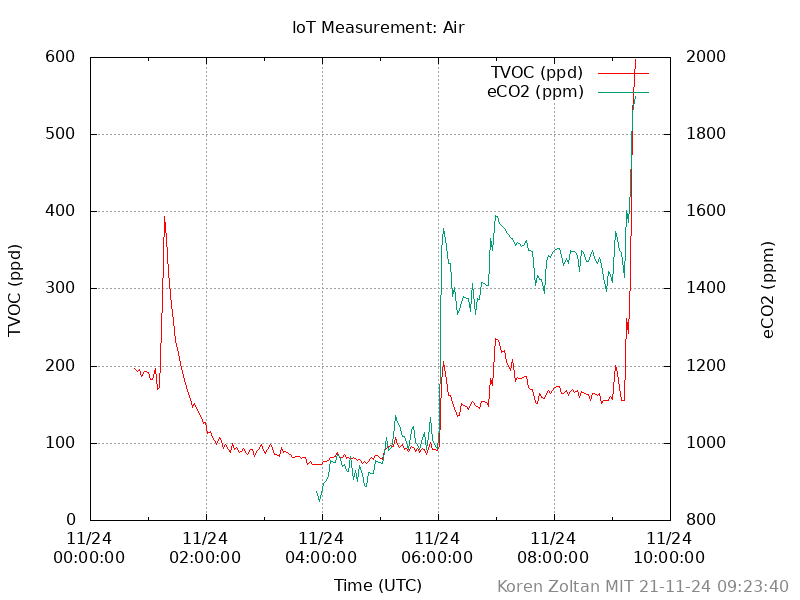 IoT Measurement: Air
600
500
400
300
200
100
0
TVOC (ppd)
2000
1800
1600
1400
1200
1000
800
eCO2 (ppm)
TVOC (ppd)
eCO2 (ppm)
11/24 11/24 11/24 11/24 11/24 11/24
00:00:00 02:00:00 04:00:00 06:00:00 08:00:00 10:00:00
Time (UTC)
Koren Zoltan MIT 21-11-24 09:23:40